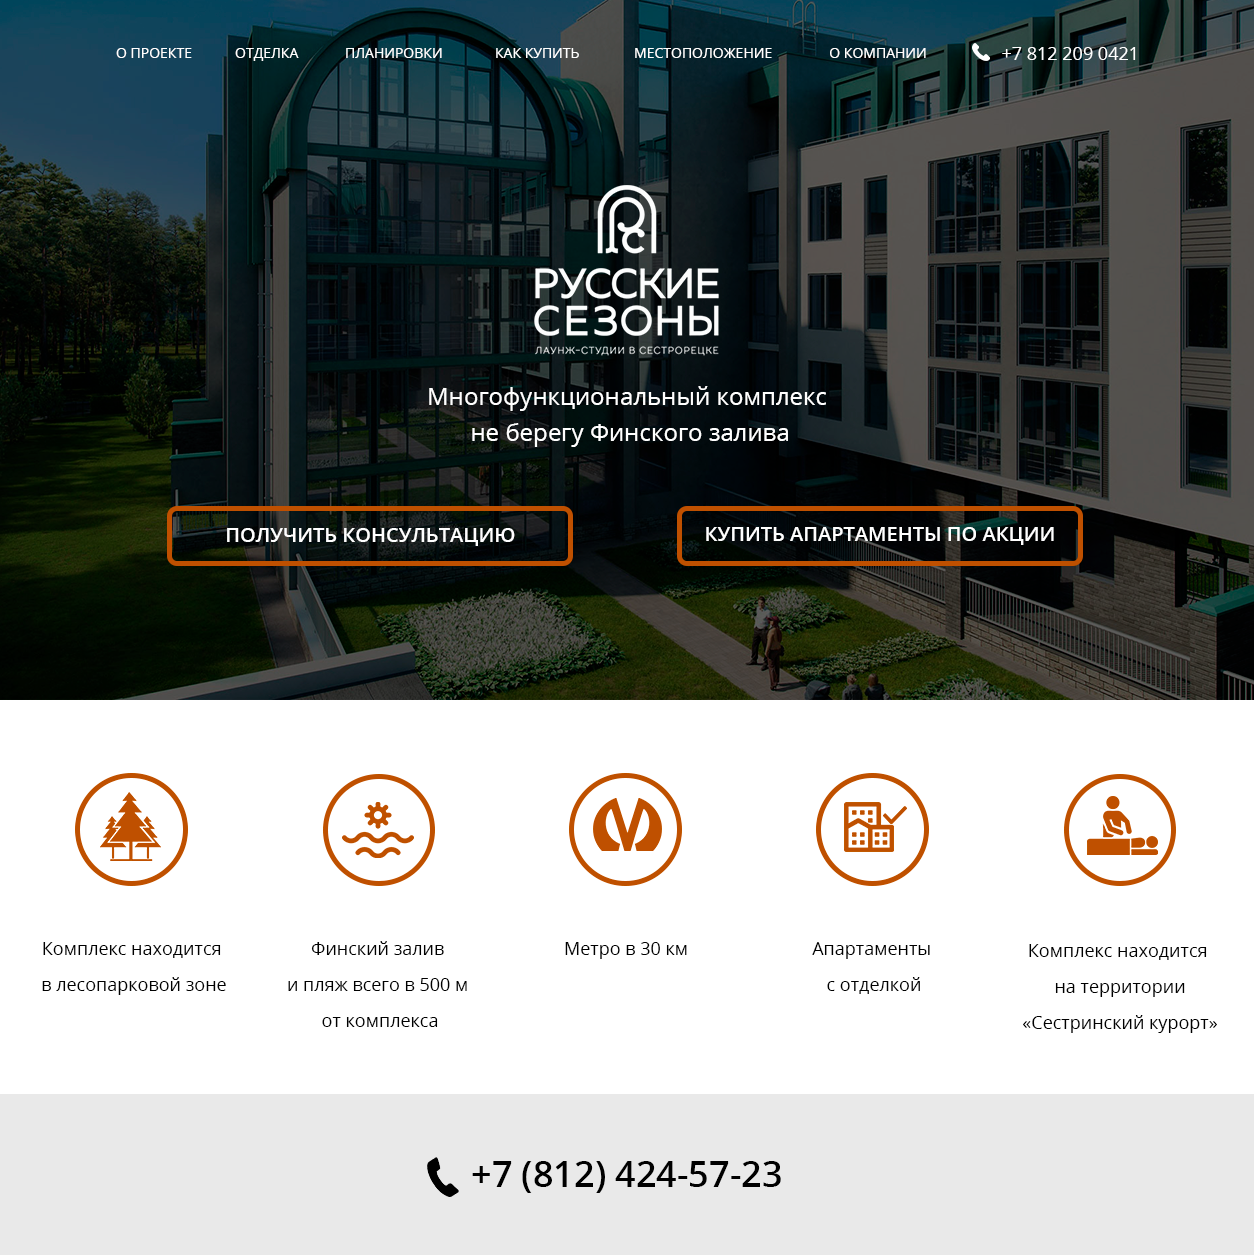 О ПРОЕКТЕ ОТДЕЛКА ПЛАНИРОВКИ КАК КУПИТЬ МЕСТОПОЛОЖЕНИЕ О КОМПАНИИ +7 812 209 0421
РУССКИЕ
СЕЗОНЫ
ЛАУНЖ-СТУДИИ В СЕСТРОРЕЦКЕ
Многофункциональный комплекс
не берегу Финского залива
ПОЛУЧИТЬ КОНСУЛЬТАЦИЮ
КУПИТЬ АПАРТАМЕНТЫ ПО АКЦИИ
Комплекс находится
в лесопарковой зоне
Финский залив
и пляж всего в 500 м
от комплекса
Метро в 30 км
Апартаменты
с отделкой
Комплекс находится
на территории
«Сестринский курорт»
+7 (812) 424-57-23